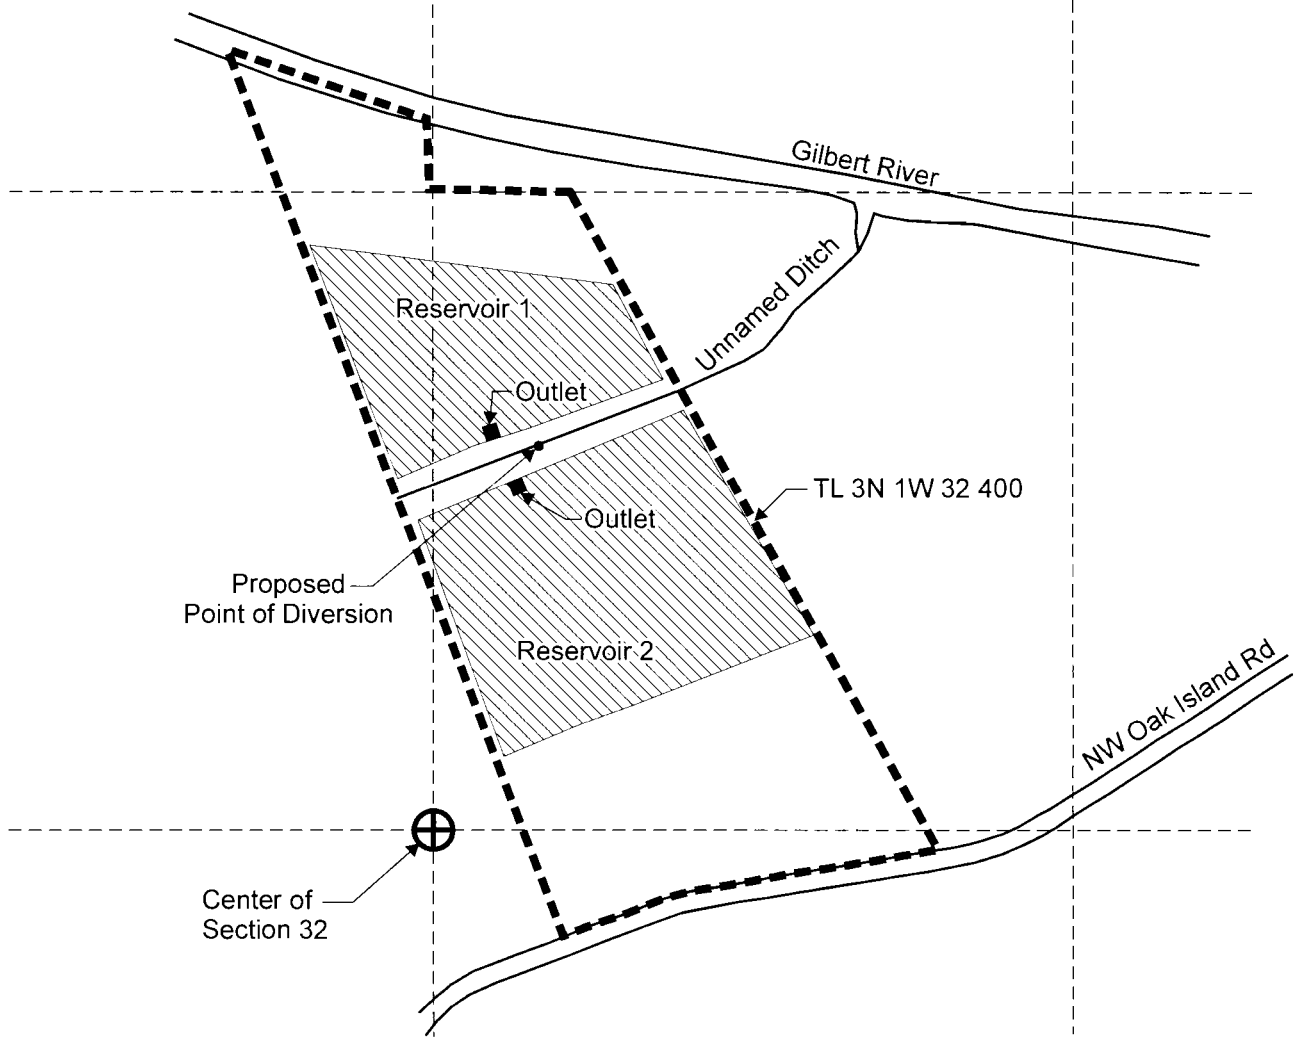 Gilbert River
Unnamed Ditch
Reservoir 1
Outlet
TL 3N 1W 32 400
Outlet
Proposed
Point of Diversion
Reservoir 2
NW Oak Island Rd
Center of
Section 32